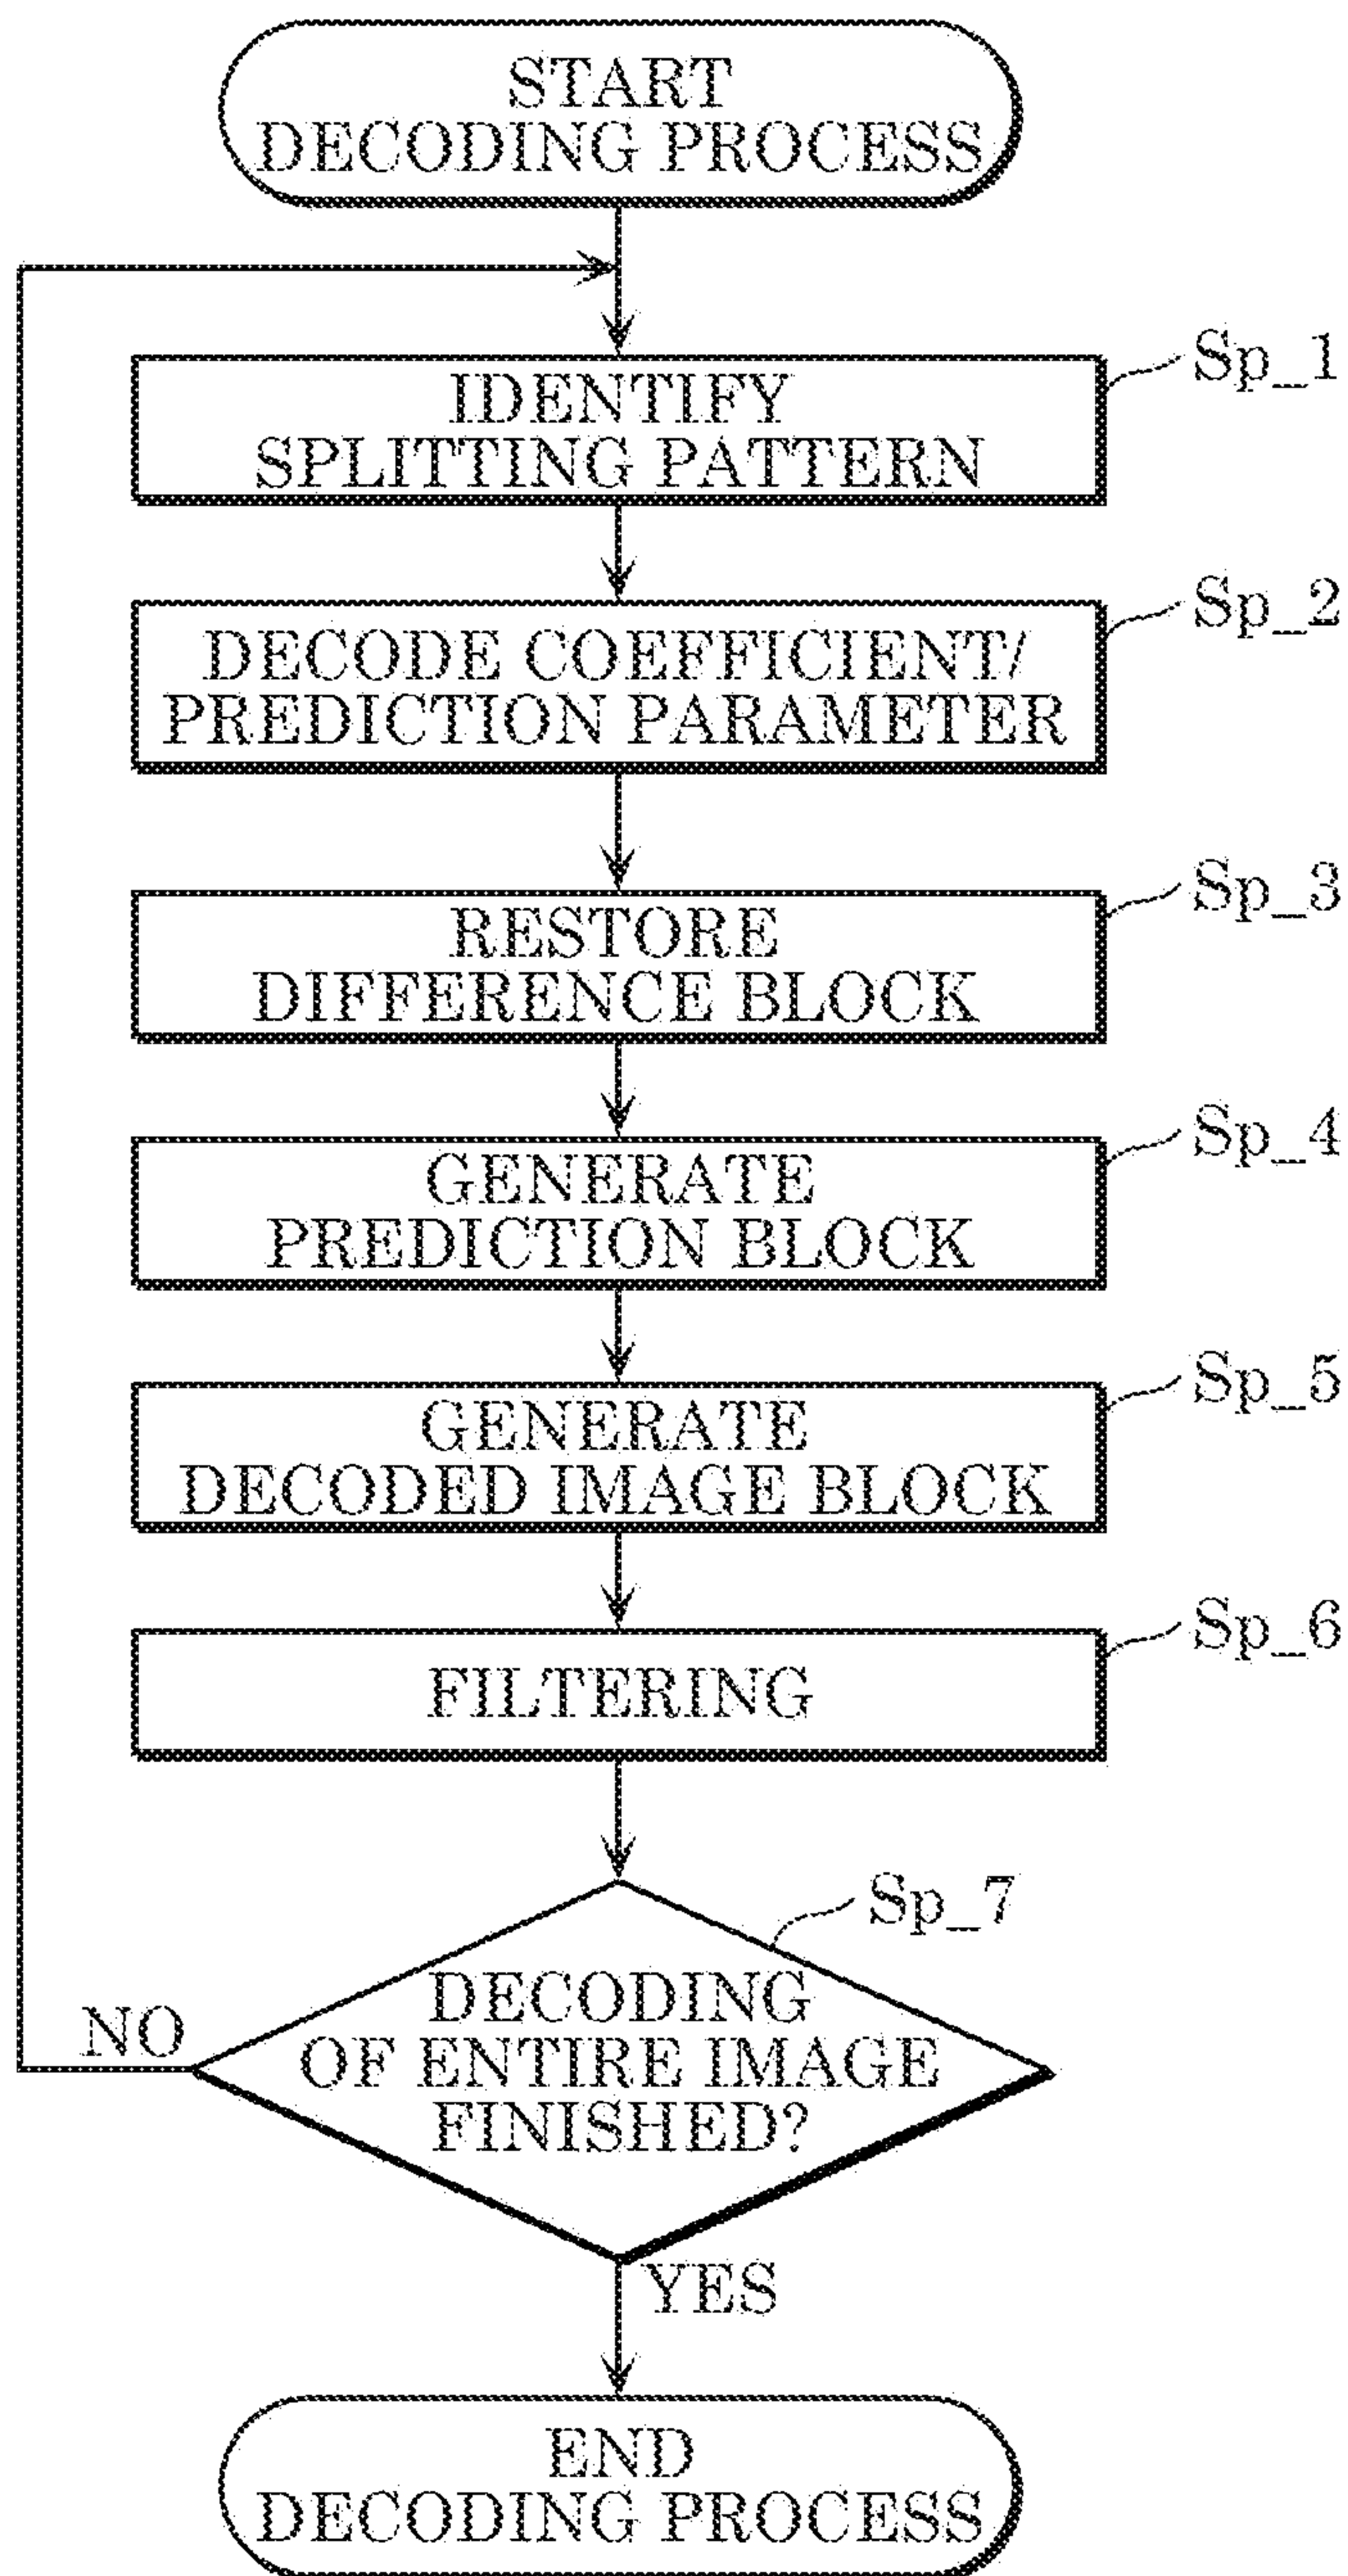 START
DECODING PROCESS
Sp_1
IDENTIFY
SPLITTING PATTERN
Sp_2
DECODE COEFFICIENT/
PREDICTION PARAMETER
Sp_3
RESTORE
DIFFERENCE BLOCK
Sp_4
GENERATE
PREDICTION BLOCK
Sp_5
GENERATE
DECODED IMAGE BLOCK
Sp_6
FILTERING
Sp_7
DECODING
OF ENTIRE IMAGE
FINISHED?
NO
YES
END
DECODING PROCESS